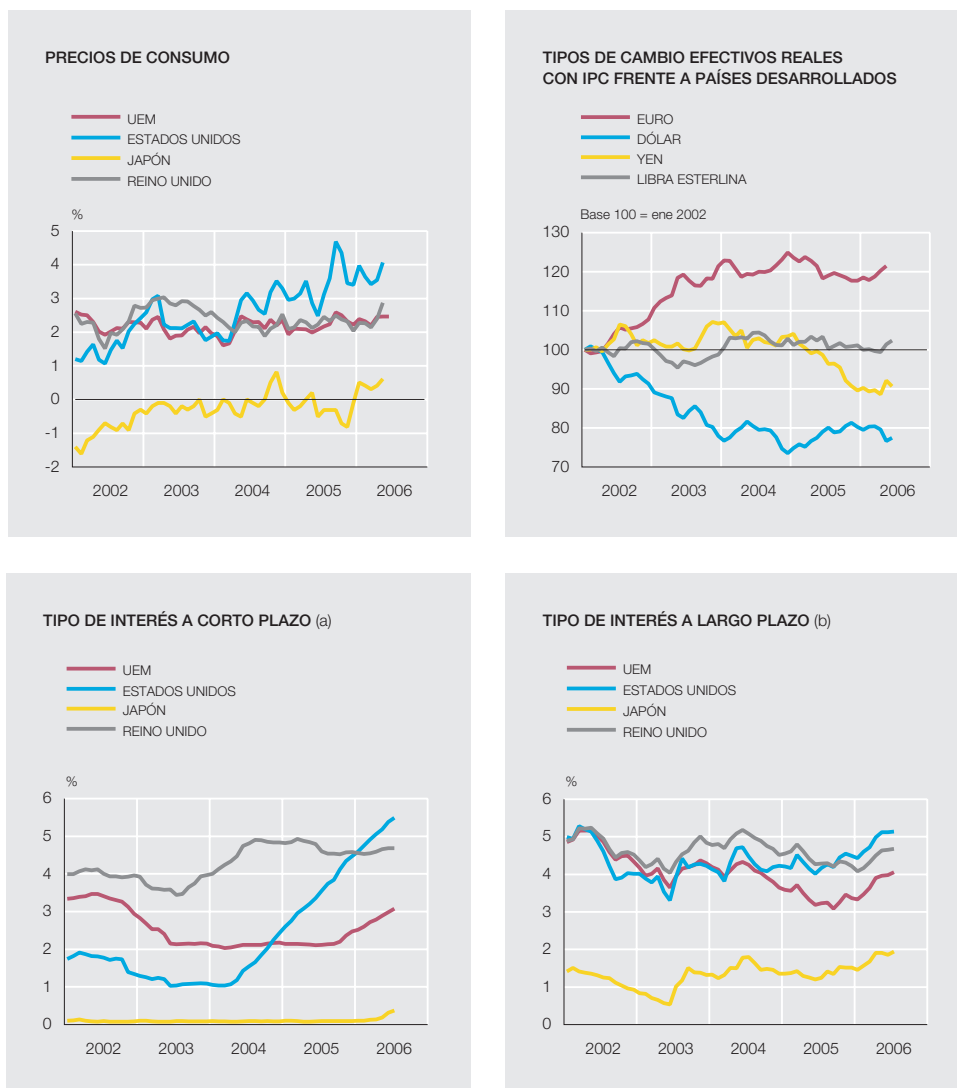 PRECIOS DE CONSUMO
UEM
ESTADOS UNIDOS
JAPÓN
REINO UNIDO
%
5
4
3
2
1
0
-1
-2
2002 2003 2004 2005 2006
TIPOS DE CAMBIO EFECTIVOS REALES
CON IPC FRENTE A PAÍSES DESARROLLADOS
EURO
DÓLAR
YEN
LIBRA ESTERLINA
Base 100 = ene 2002
130
120
110
100
90
80
70
2002 2003 2004 2005 2006
TIPO DE INTERÉS A CORTO PLAZO (a)
UEM
ESTADOS UNIDOS
JAPÓN
REINO UNIDO
%
6
5
4
3
2
1
0
2002 2003 2004 2005 2006
TIPO DE INTERÉS A LARGO PLAZO (b)
UEM
ESTADOS UNIDOS
JAPÓN
REINO UNIDO
%
6
5
4
3
2
1
0
2002 2003 2004 2005 2006